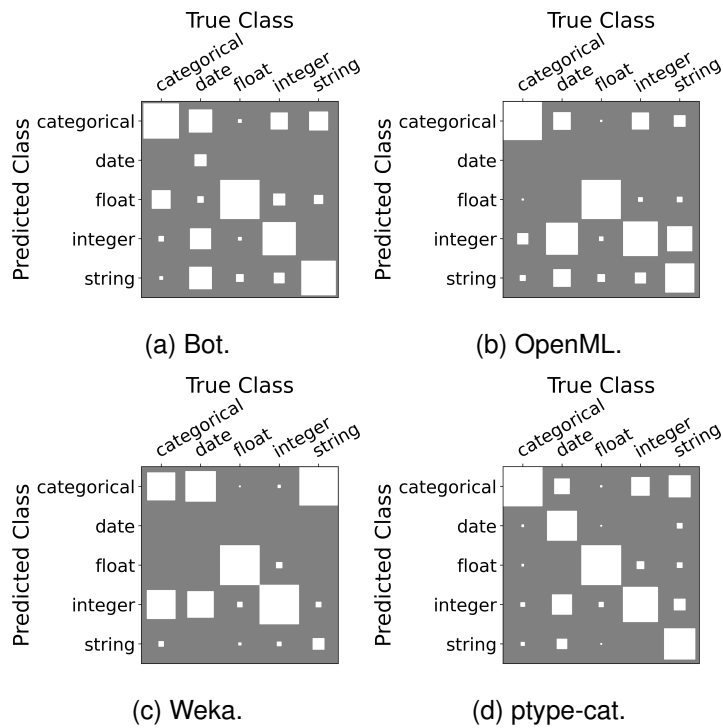 True Class
True Class
categorical
date
float
integer
string
categorical
date
float
integer
string
Predicted Class
categorical
date
float
integer
string
Predicted Class
categorical
date
float
integer
string
(a) Bot.
(b) OpenML.
True Class
True Class
categorical
date
float
integer
string
categorical
date
float
integer
string
Predicted Class
categorical
date
float
integer
string
Predicted Class
categorical
date
float
integer
string
(c) Weka.
(d) ptype-cat.